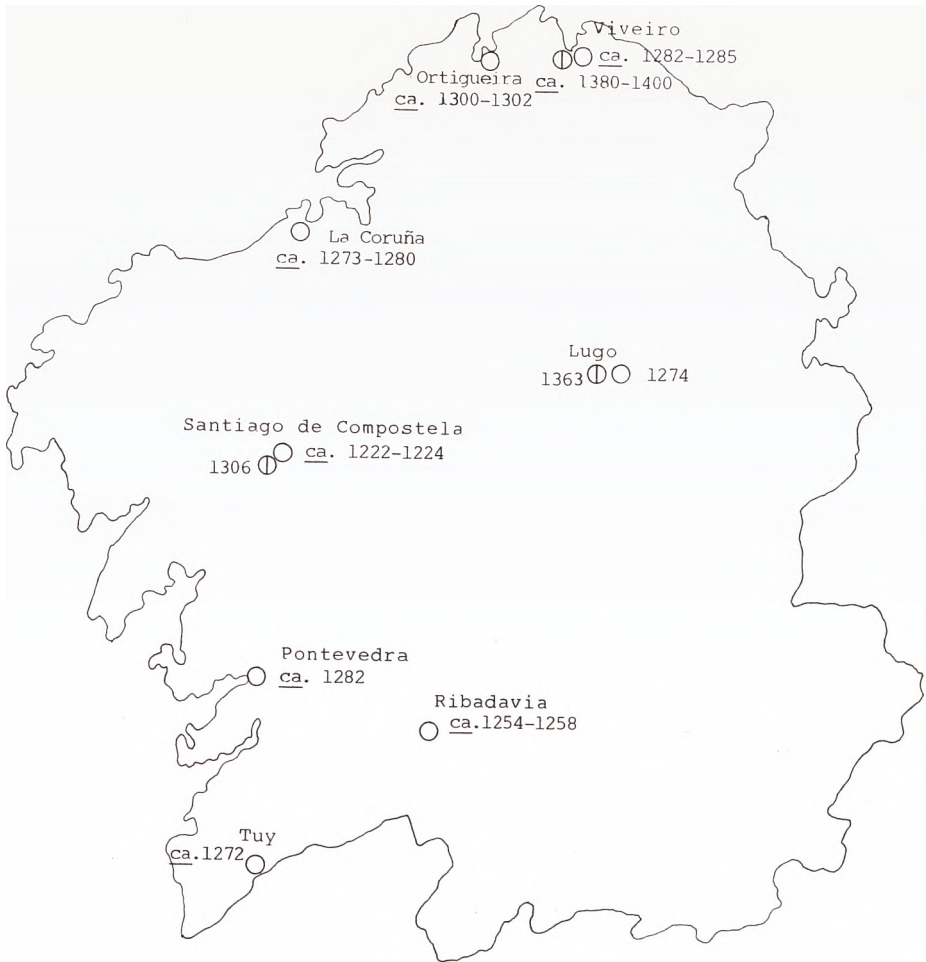 Viveiro
ca. 1282-1285
Ortigueira
ca. 1380-1400
ca. 1300-1302
La Coruña
ca. 1273-1280
Lugo
1363
1274
Santiago de Compostela
ca. 1222-1224
1306
Pontevedra
ca. 1282
Ribadavia
ca.1254-1258
Tuy
ca.1272